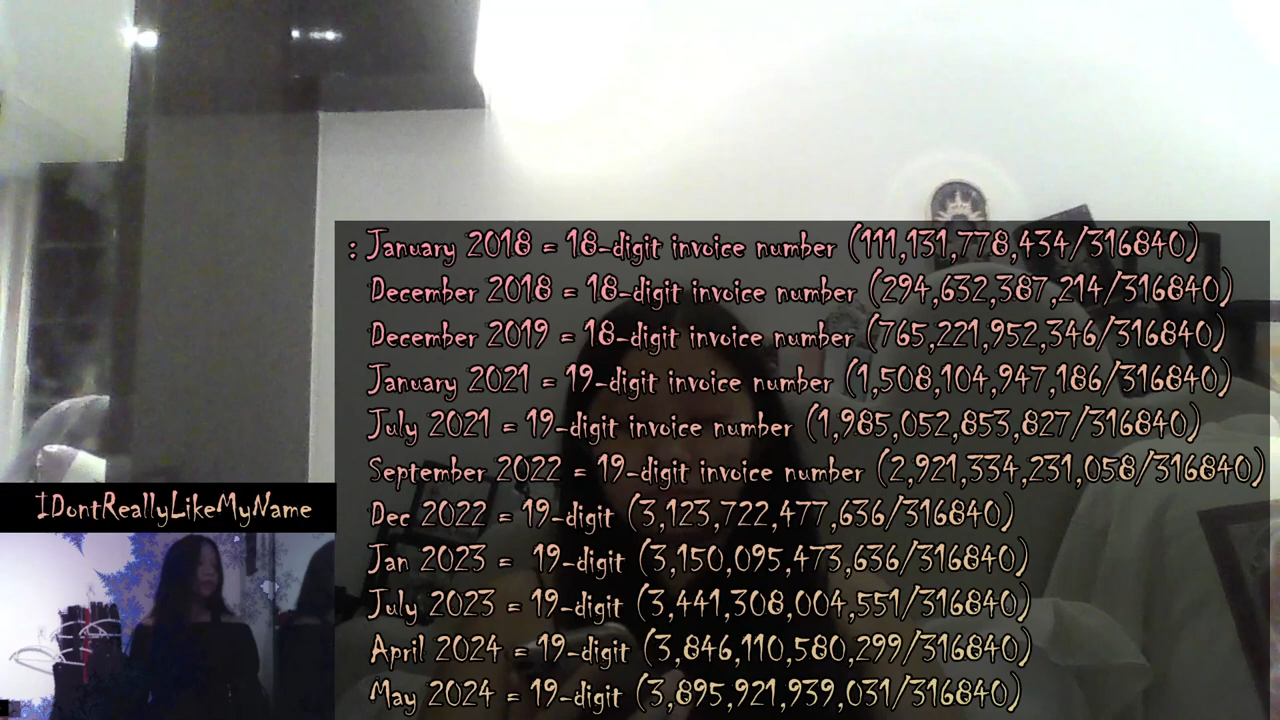 : January 2018 = 18-digit invoice number (111,131,778,434/316840)
December 2018 = 18-digit invoice number (294,632,387,214/316840)
December 2019 = 18-digit invoice number (765,221,952,346/316840)
January 2021 = 19-digit invoice number (1,508,104,947,186/316840)
July 2021 = 19-digit invoice number (1,985,052,853,827/316840)
September 2022 = 19-digit invoice number (2,921,334,231,058/316840)
Dec 2022 = 19-digit (3,123,722,477,636/316840)
Jan 2023 = 19-digit (3,150,095,473,636/316840)
July 2023 = 19-digit (3,441,308,004,551/316840)
April 2024 = 19-digit (3,846,110,580,299/316840)
May 2024 = 19-digit (3,895,921,939,031/316840)
IDontReallyLikeMyName